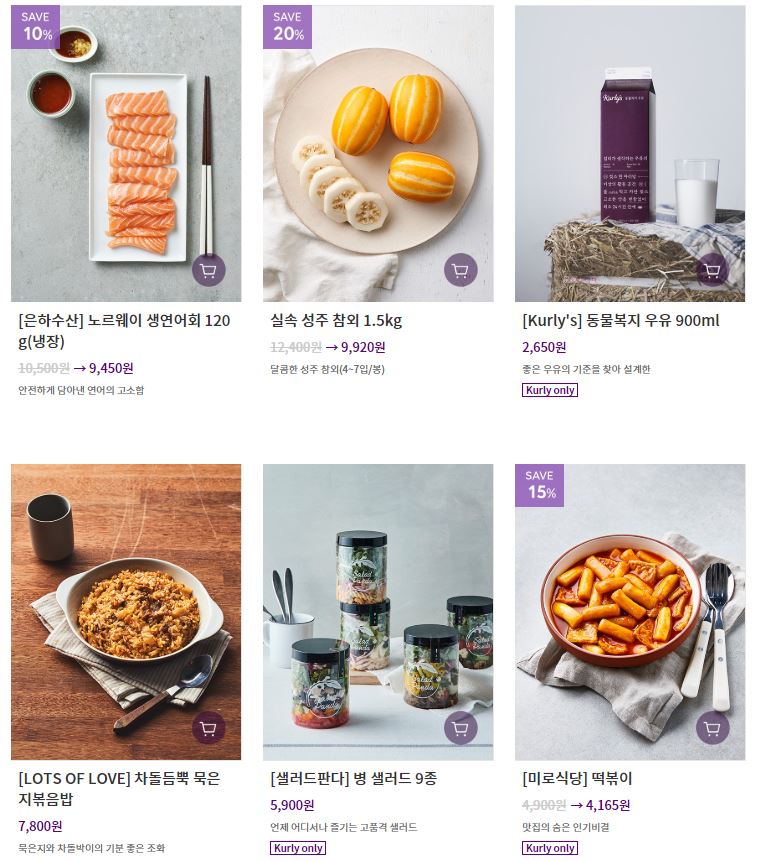 SAVE
10%
SAVE
20%
Kurly's
[은하수산] 노르웨이 생연어회 120
g(냉장)
10,500원 → 9,450원
안전하게 담아낸 연어의 고소함
실속 성주 참외 1.5kg
12,400원 → 9,920원
달콤한 성주 참외(4~7입/봉)
[Kurly's] 동물복지 우유 900ml
2,650원
좋은 우유의 기준을 찾아 설계한
Kurly only
Salad
Panda
Salad
Panda
Salad
Panda
SAVE
15%
[LOTS OF LOVE] 차돌듬뿍 묵은
지볶음밥
7,800원
묵은지와 차돌박이의 기분 좋은 조화
[샐러드판다] 병 샐러드 9종
5,900원
언제 어디서나 즐기는 고품격 샐러드
Kurly only
[미로식당] 떡볶이
4,900원 → 4,165원
맛집의 숨은 인기비결